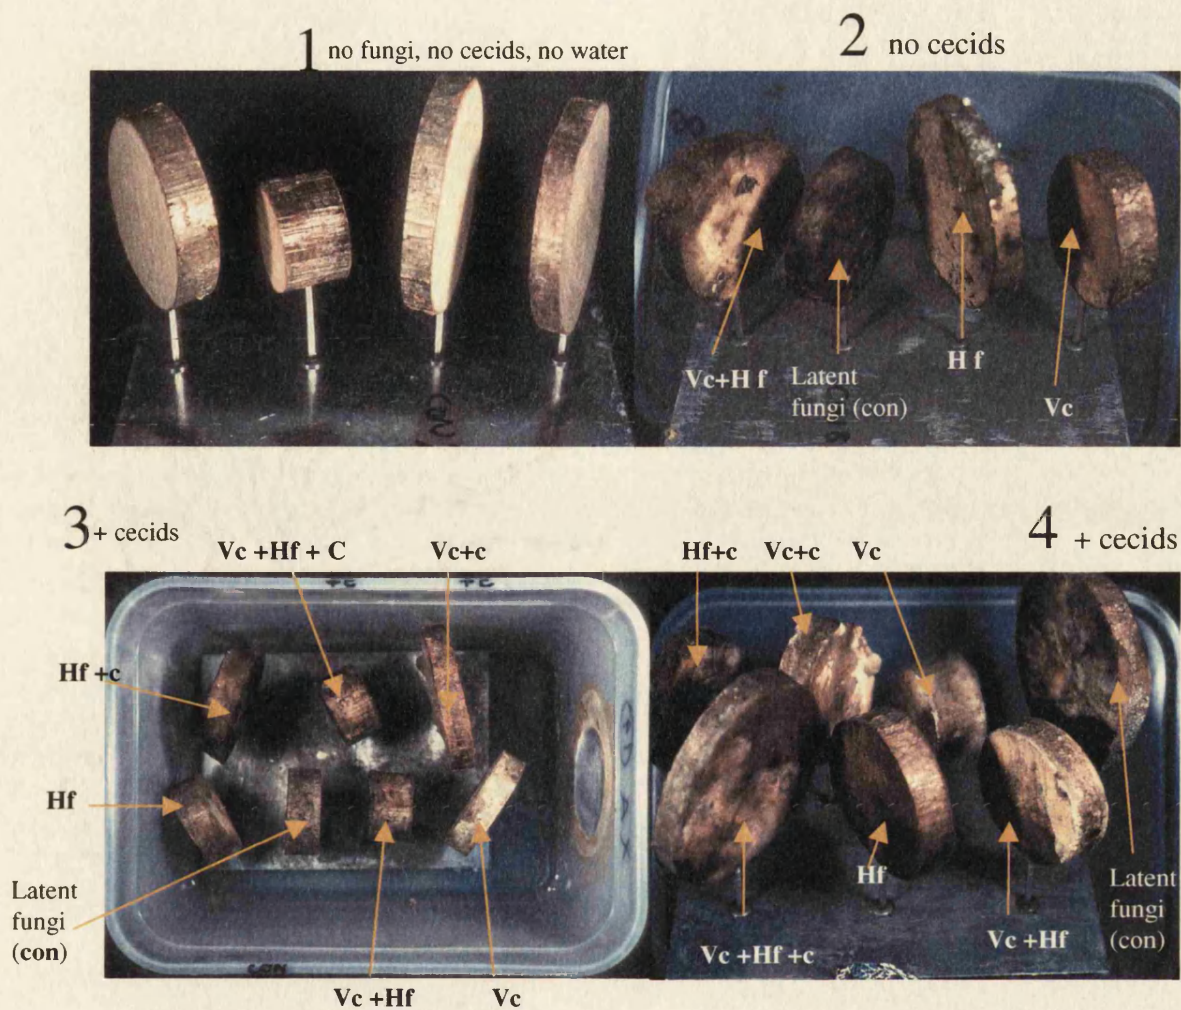 1 no fungi, no cecids, no water
2 no cecids
Vc+H f
Latent
fungi (con)
H f
Vc
3 + cecids
Vc +Hf + C
Vc+c
Hf +c
Hf
Latent
fungi
(con)
Vc +Hf
Vc
4 + cecids
Hf+c
Vc+c
Vc
Hf
Vc +Hf +c
Vc +Hf
Latent
fungi
(con)
+c
+c